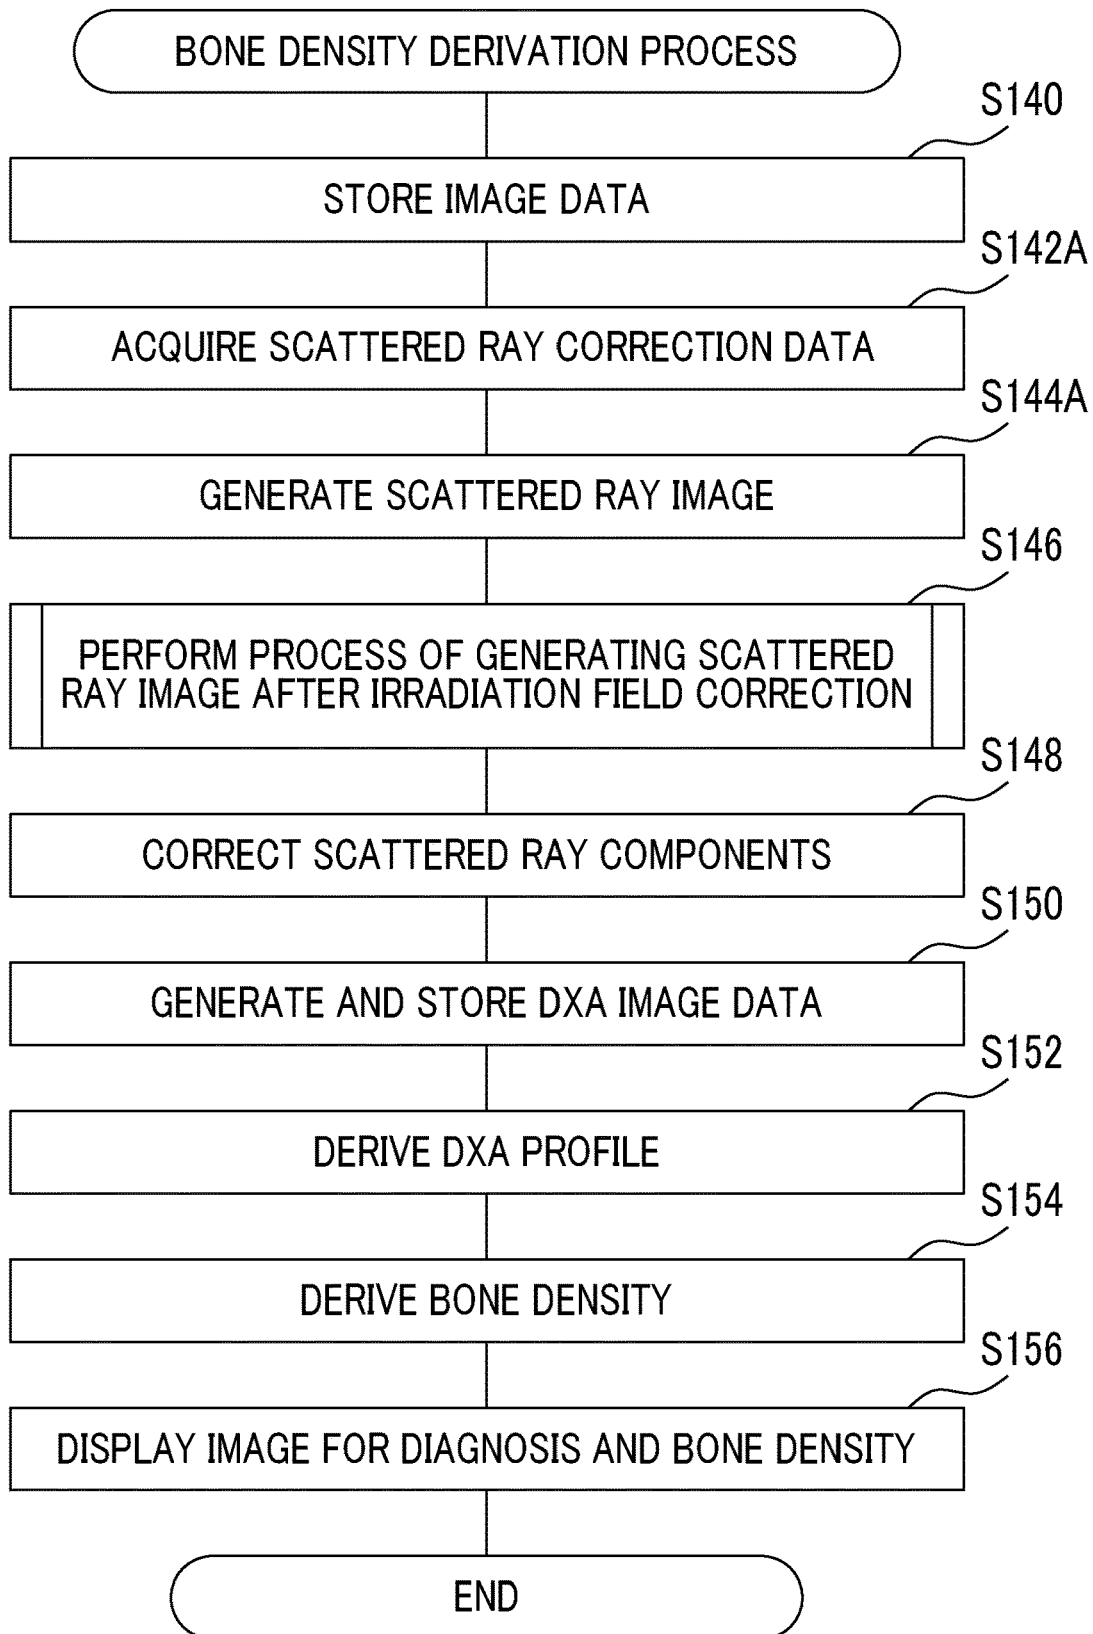 BONE DENSITY DERIVATION PROCESS
S140
STORE IMAGE DATA
S142A
ACQUIRE SCATTERED RAY CORRECTION DATA
S144A
GENERATE SCATTERED RAY IMAGE
S146
PERFORM PROCESS OF GENERATING SCATTERED
RAY IMAGE AFTER IRRADIATION FIELD CORRECTION
S148
CORRECT SCATTERED RAY COMPONENTS
S150
GENERATE AND STORE DXA IMAGE DATA
S152
DERIVE DXA PROFILE
S154
DERIVE BONE DENSITY
S156
DISPLAY IMAGE FOR DIAGNOSIS AND BONE DENSITY
END